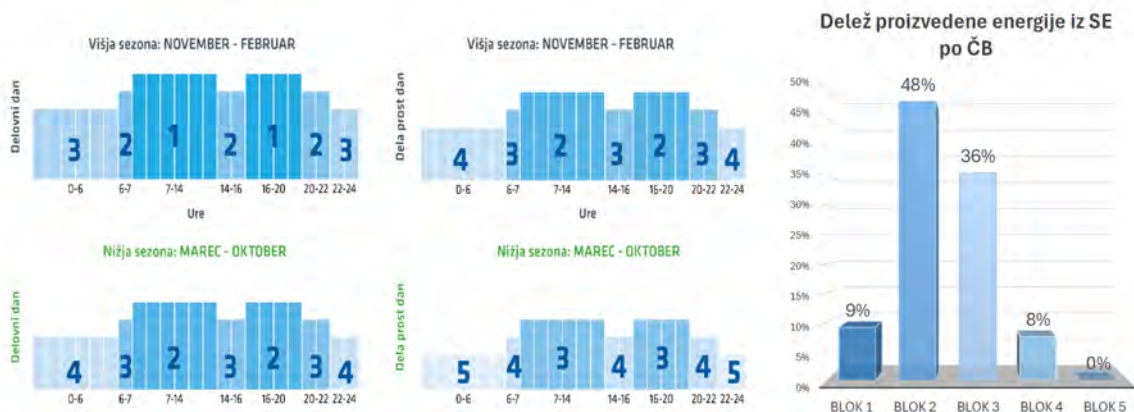 Višja sezona: NOVEMBER - FEBRUAR
Delovni dan
3 2 1 2 1 2 3
0-6 6-7 7-14 14-16 16-20 20-22 22-24
Ure
Višja sezona: NOVEMBER - FEBRUAR
Dela prost dan
4 3 2 3 2 3 4
0-6 6-7 7-14 14-16 16-20 20-22 22-24
Ure
Nižja sezona: MAREC - OKTOBER
Delovni dan
4 3 2 3 2 3 4
0-6 6-7 7-14 14-16 16-20 20-22 22-24
Nižja sezona: MAREC - OKTOBER
Dela prost dan
5 4 3 4 3 4 5
0-6 6-7 7-14 14-16 16-20 20-22 22-24
Delež proizvedene energije iz SE
po ČB
50%
45%
40%
35%
30%
25%
20%
15%
10%
5%
0%
9% 48% 36% 8% 0%
BLOK 1 BLOK 2 BLOK 3 BLOK 4 BLOK 5